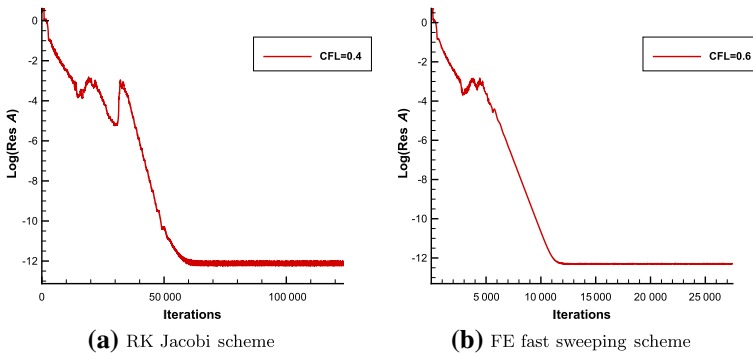 0
-2
-4
-6
-8
-10
-12
Log(Res A)
CFL=0.4
0
50 000
100 000
Iterations
(a) RK Jacobi scheme
0
-2
-4
-6
-8
-10
-12
Log(Res A)
CFL=0.6
5 000
10 000
15 000
20 000
25 000
Iterations
(b) FE fast sweeping scheme